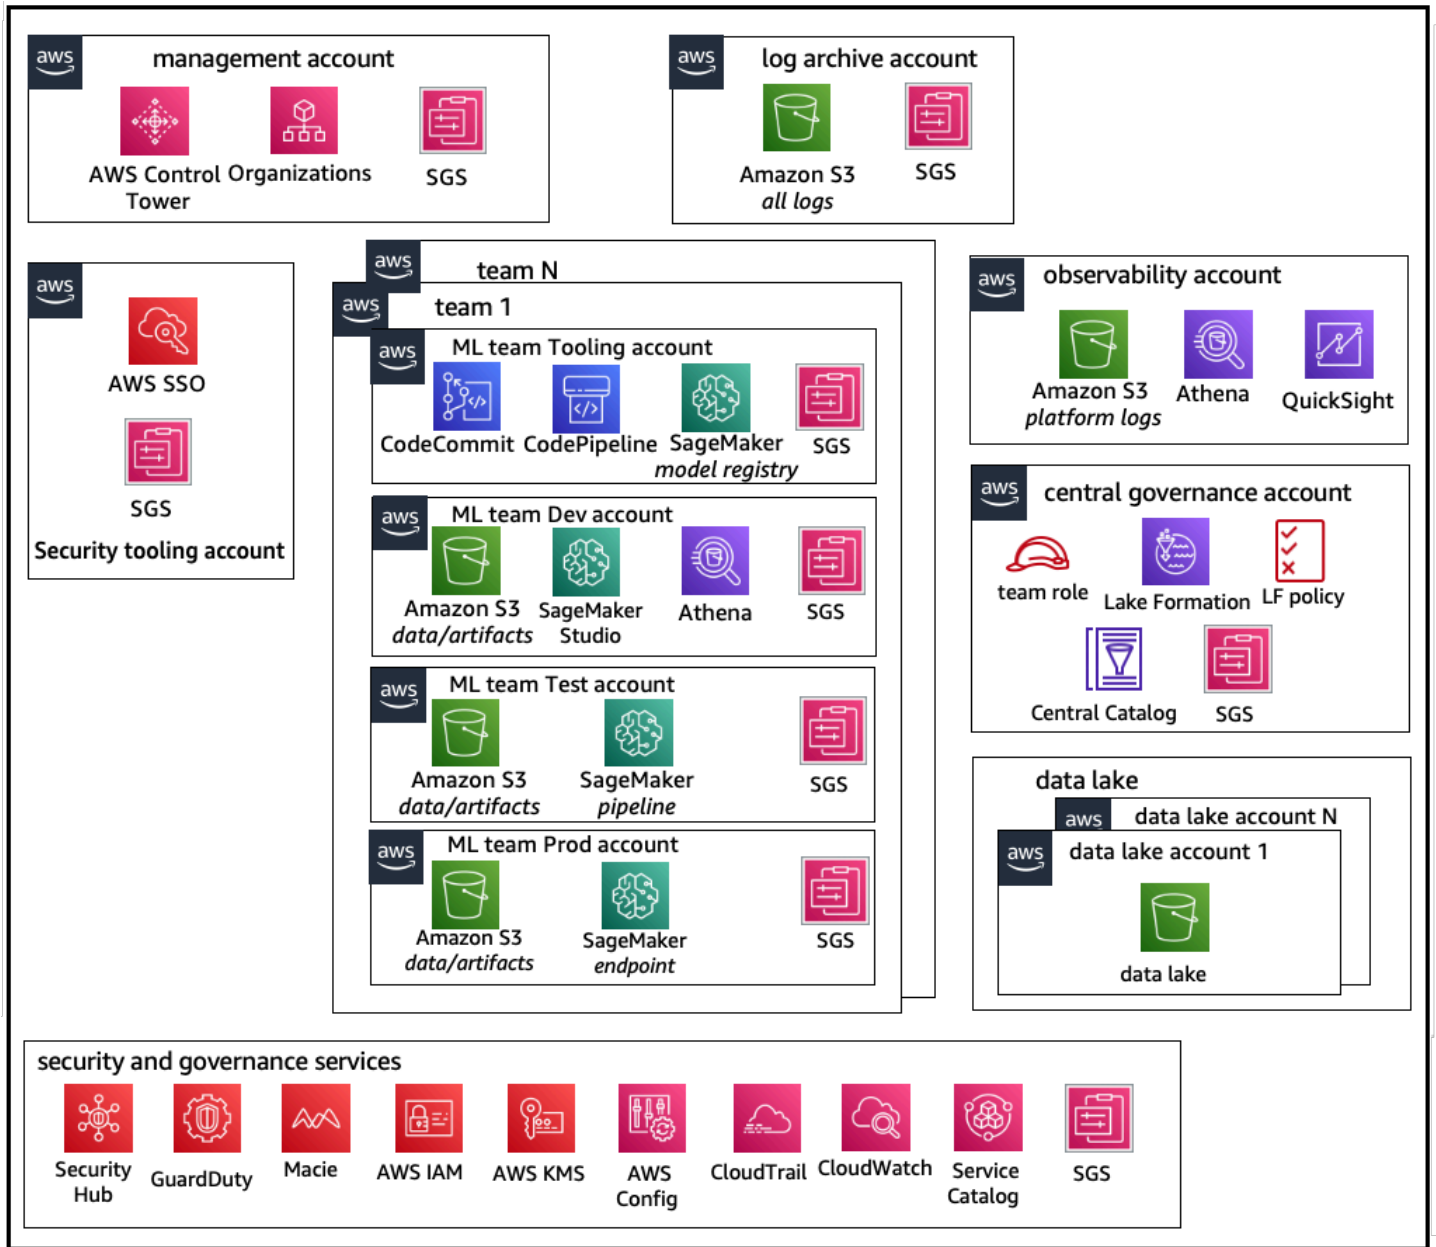 aws
management account
AWS Control
Tower
Organizations
SGS
aws
log archive account
Amazon S3
all logs
SGS
aws
AWS SSO
SGS
Security tooling account
aws
team N
aws
team 1
aws
ML team Tooling account
CodeCommit
CodePipeline
SageMaker
model registry
SGS
aws
ML team Dev account
Amazon S3
data/artifacts
SageMaker
Studio
Athena
SGS
aws
ML team Test account
Amazon S3
data/artifacts
SageMaker
pipeline
SGS
aws
ML team Prod account
Amazon S3
data/artifacts
SageMaker
endpoint
SGS
aws
observability account
Amazon S3
platform logs
Athena
QuickSight
aws
central governance account
team role
Lake Formation
LF policy
Central Catalog
SGS
data lake
aws
data lake account N
aws
data lake account 1
data lake
security and governance services
Security
Hub
GuardDuty
Macie
AWS IAM
AWS KMS
AWS
Config
CloudTrail
CloudWatch
Service
Catalog
SGS